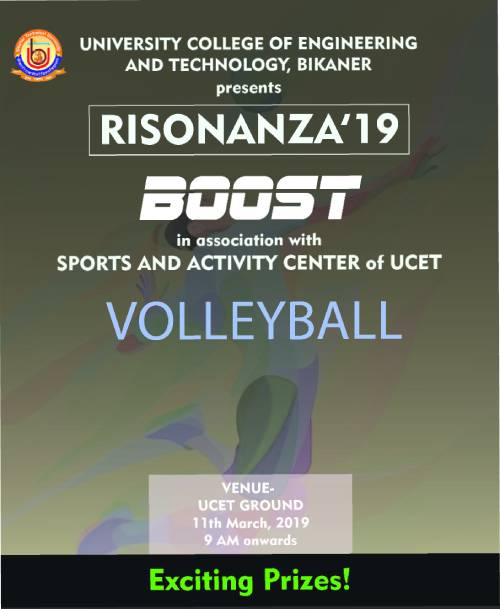 UNIVERSITY COLLEGE OF ENGINEERING
AND TECHNOLOGY, BIKANER
presents
RISONANZA‘19
BOOST
in association with
SPORTS AND ACTIVITY CENTER of UCET
VOLLEYBALL
VENUE-
UCET GROUND
11th March, 2019
9 AM onwards
Exciting Prizes!